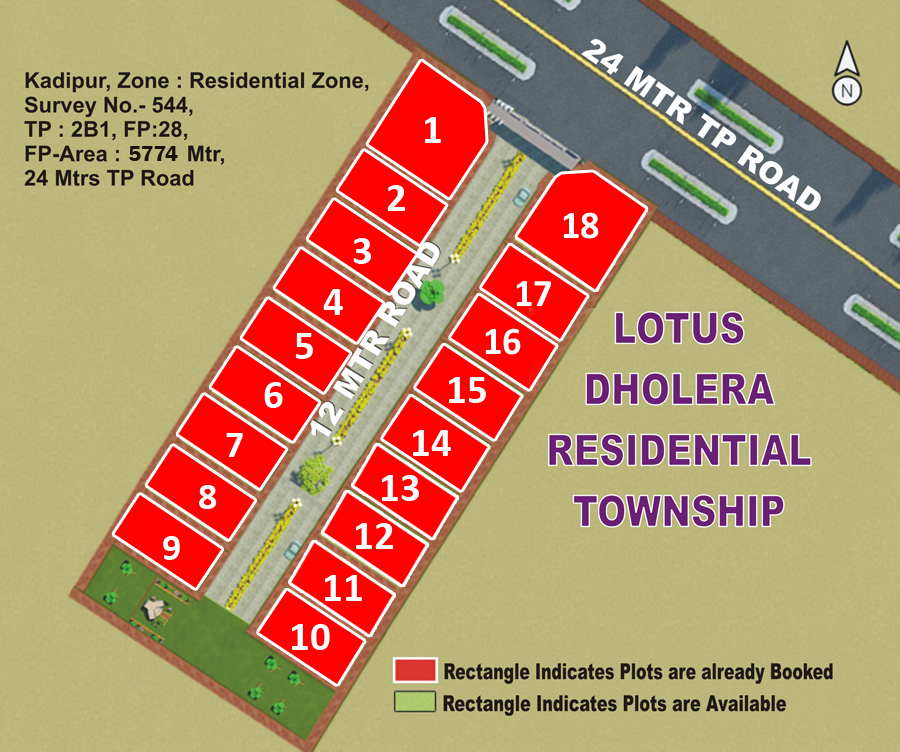 Kadipur, Zone : Residential Zone,
Survey No.- 544,
TP : 2B1, FP:28,
FP-Area : 5774 Mtr,
24 Mtrs TP Road
24 MTR TP ROAD
N
1
2
3
4
5
6
7
8
9
12 MTR ROAD
18
17
16
15
14
13
12
11
10
LOTUS
DHOLERA
RESIDENTIAL
TOWNSHIP
Rectangle Indicates Plots are already Booked
Rectangle Indicates Plots are Available